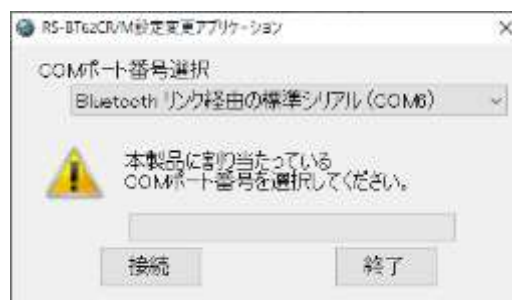 RS-BT62CR/M設定変更アプリケーション
COMポート番号選択
Bluetooth リンク経由の標準シリアル (COM6)
本製品に割り当たっている
COMポート番号を選択してください。
接続
終了